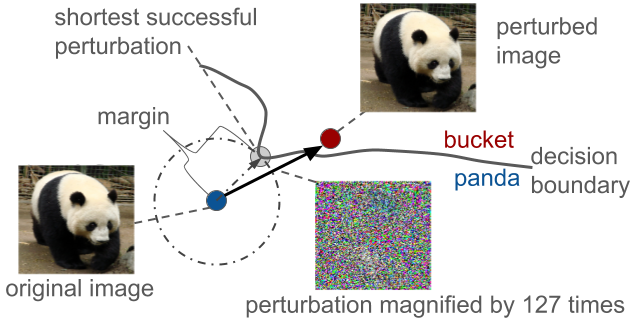 shortest successful
perturbation
perturbed
image
margin
bucket
panda
decision
boundary
original image
perturbation magnified by 127 times